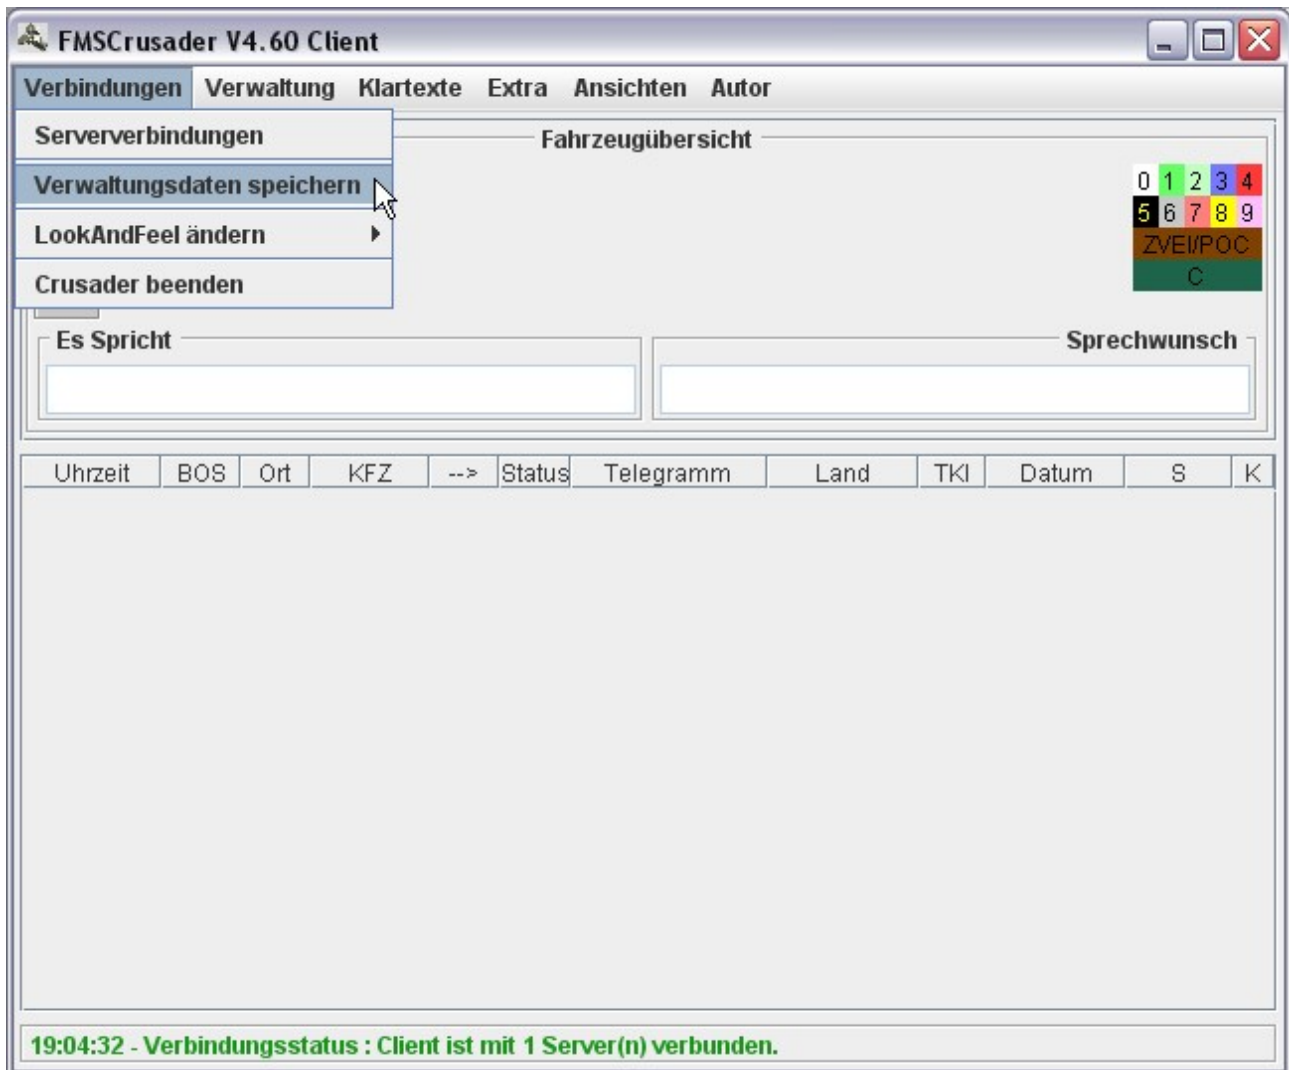 FMSCrusader V4.60 Client
Verbindungen Verwaltung Klartexte Extra Ansichten Autor
Serververbindungen
Verwaltungsdaten speichern
LookAndFeel ändern
Crusader beenden
Fahrzeugübersicht
0 1 2 3 4
5 6 7 8 9
ZVEI/POC
C
Es Spricht
Sprechwunsch
Uhrzeit BOS Ort KFZ --> Status Telegramm Land TKI Datum S K
19:04:32 - Verbindungsstatus : Client ist mit 1 Server(n) verbunden.